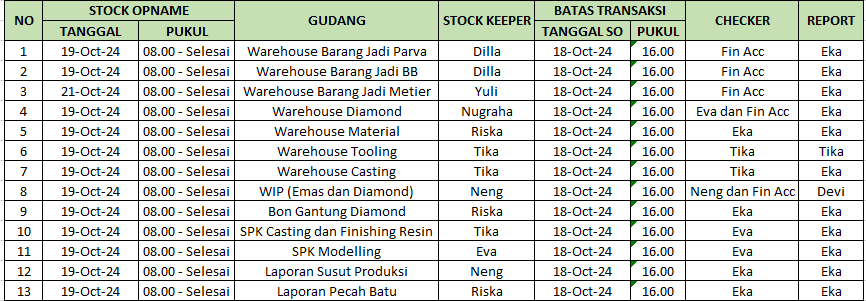 NO STOCK OPNAME GUDANG STOCK KEEPER BATAS TRANSAKSI CHECKER REPORT
TANGGAL PUKUL TANGGAL SO PUKUL
1 19-Oct-24 08.00 - Selesai Warehouse Barang Jadi Parva Dilla 18-Oct-24 16.00 Fin Acc Eka
2 19-Oct-24 08.00 - Selesai Warehouse Barang Jadi BB Dilla 18-Oct-24 16.00 Fin Acc Eka
3 21-Oct-24 08.00 - Selesai Warehouse Barang Jadi Metier Yuli 18-Oct-24 16.00 Fin Acc Eka
4 19-Oct-24 08.00 - Selesai Warehouse Diamond Nugraha 18-Oct-24 16.00 Eva dan Fin Acc Eka
5 19-Oct-24 08.00 - Selesai Warehouse Material Riska 18-Oct-24 16.00 Eka Eka
6 19-Oct-24 08.00 - Selesai Warehouse Tooling Tika 18-Oct-24 16.00 Tika Tika
7 19-Oct-24 08.00 - Selesai Warehouse Casting Tika 18-Oct-24 16.00 Tika Eka
8 19-Oct-24 08.00 - Selesai WIP (Emas dan Diamond) Neng 18-Oct-24 16.00 Neng dan Fin Acc Devi
9 19-Oct-24 08.00 - Selesai Bon Gantung Diamond Riska 18-Oct-24 16.00 Eka Eka
10 19-Oct-24 08.00 - Selesai SPK Casting dan Finishing Resin Tika 18-Oct-24 16.00 Eva Eka
11 19-Oct-24 08.00 - Selesai SPK Modelling Eva 18-Oct-24 16.00 Eva Eka
12 19-Oct-24 08.00 - Selesai Laporan Susut Produksi Neng 18-Oct-24 16.00 Eka Eka
13 19-Oct-24 08.00 - Selesai Laporan Pecah Batu Riska 18-Oct-24 16.00 Eka Eka